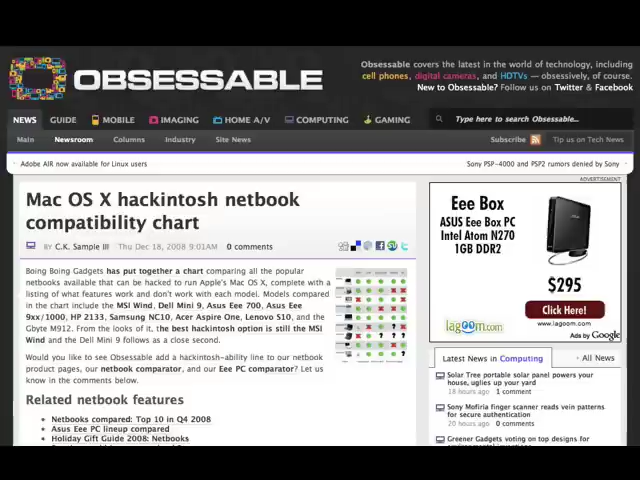 OBSESSABLE
Obsessable covers the latest in the world of technology, including
cell phones, digital cameras, and HDTVs — obsessively, of course.
New to Obsessable? Follow us on Twitter & Facebook
NEWS GUIDE MOBILE IMAGING HOME A/V COMPUTING GAMING Type here to search Obsessable...
Main Newsroom Columns Industry Site News Subscribe Tip us on Tech News
Adobe AIR now available for Linux users Sony PSP-4000 and PSP2 rumors denied by Sony
ADVERTISEMENT
Mac OS X hackintosh netbook
compatibility chart
BY C.K. Sample III Thu Dec 18, 2008 9:01AM 0 comments
Boing Boing Gadgets has put together a chart comparing all the popular
netbooks available that can be hacked to run Apple's Mac OS X, complete with a
listing of what features work and don't work with each model. Models compared
in the chart include the MSI Wind, Dell Mini 9, Asus Eee 700, Asus Eee
9xx/1000, HP 2133, Samsung NC10, Acer Aspire One, Lenovo S10, and the
Gbyte M912. From the looks of it, the best hackintosh option is still the MSI
Wind and the Dell Mini 9 follows as a close second.
Would you like to see Obsessable add a hackintosh-ability line to our netbook
product pages, our netbook comparator, and our Eee PC comparator? Let us
know in the comments below.
Related netbook features
Netbooks compared: Top 10 in Q4 2008
Asus Eee PC lineup compared
Holiday Gift Guide 2008: Netbooks
Eee Box
ASUS Eee Box PC
Intel Atom N270
1GB DDR2
$295
Click Here!
lagoom.com
www.lagoom.com
Ads by Google
Latest News in Computing All News
Solar Tree portable solar panel powers your
house, uglies up your yard
18 hours ago 1 comment
Sony Mofiria finger scanner reads vein patterns
for secure authentication
20 hours ago 0 comments
Greener Gadgets voting on top designs for